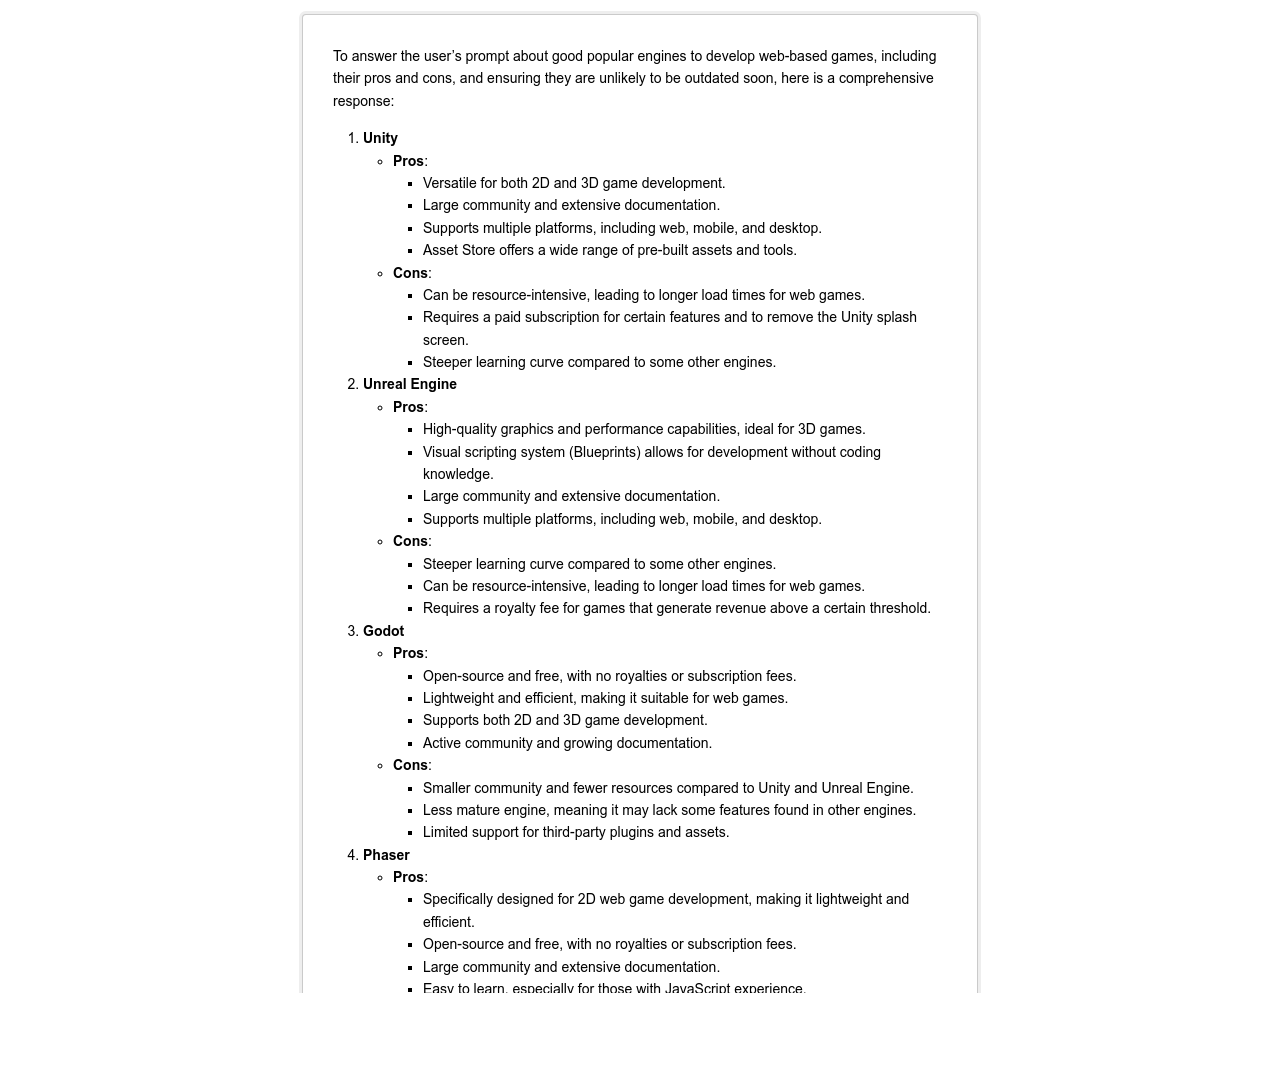 To answer the user’s prompt about good popular engines to develop web-based games, including
their pros and cons, and ensuring they are unlikely to be outdated soon, here is a comprehensive
response:
1. Unity
◦ Pros:
▪ Versatile for both 2D and 3D game development.
▪ Large community and extensive documentation.
▪ Supports multiple platforms, including web, mobile, and desktop.
▪ Asset Store offers a wide range of pre-built assets and tools.
◦ Cons:
▪ Can be resource-intensive, leading to longer load times for web games.
▪ Requires a paid subscription for certain features and to remove the Unity splash
screen.
▪ Steeper learning curve compared to some other engines.
2. Unreal Engine
◦ Pros:
▪ High-quality graphics and performance capabilities, ideal for 3D games.
▪ Visual scripting system (Blueprints) allows for development without coding
knowledge.
▪ Large community and extensive documentation.
▪ Supports multiple platforms, including web, mobile, and desktop.
◦ Cons:
▪ Steeper learning curve compared to some other engines.
▪ Can be resource-intensive, leading to longer load times for web games.
▪ Requires a royalty fee for games that generate revenue above a certain threshold.
3. Godot
◦ Pros:
▪ Open-source and free, with no royalties or subscription fees.
▪ Lightweight and efficient, making it suitable for web games.
▪ Supports both 2D and 3D game development.
▪ Active community and growing documentation.
◦ Cons:
▪ Smaller community and fewer resources compared to Unity and Unreal Engine.
▪ Less mature engine, meaning it may lack some features found in other engines.
▪ Limited support for third-party plugins and assets.
4. Phaser
◦ Pros:
▪ Specifically designed for 2D web game development, making it lightweight and
efficient.
▪ Open-source and free, with no royalties or subscription fees.
▪ Large community and extensive documentation.
▪ Easy to learn, especially for those with JavaScript experience.